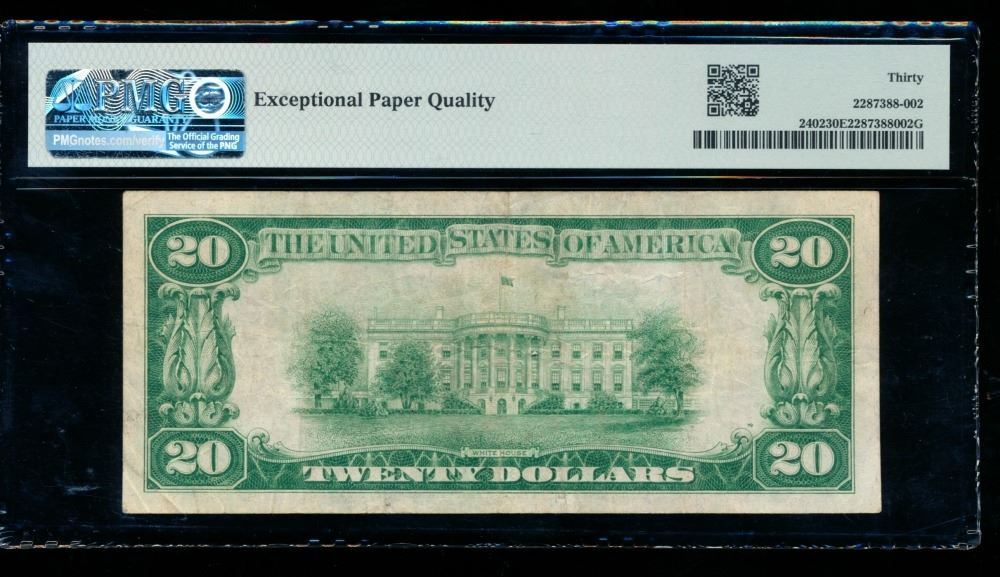 PMG
PAPER MONEY GUARANTY
PMGnotes.com/verify
The Official Grading
Service of the PNG
Exceptional Paper Quality
Thirty
2287388-002
240230E2287388002G
20
THE UNITED STATES OF AMERICA
20
20
WHITE HOUSE
TWENTY DOLLARS
20